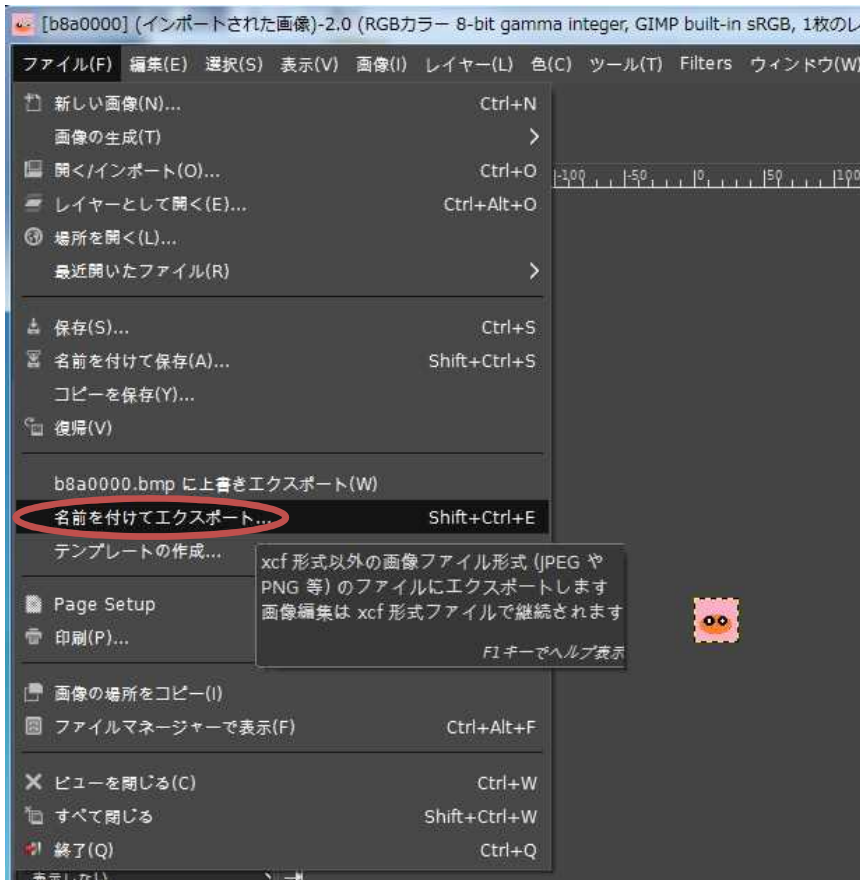 [b8a0000] (インポートされた画像)-2.0 (RGBカラー 8-bit gamma integer, GIMP built-in sRGB, 1枚のレ
ファイル(F) 編集(E) 選択(S) 表示(V) 画像(I) レイヤー(L) 色(C) ツール(T) Filters ウィンドウ(W)
新しい画像(N)... Ctrl+N
画像の生成(T)
開く/インポート(O)... Ctrl+O
-100 -50 0 50 100
レイヤーとして開く(E)... Ctrl+Alt+O
場所を開く(L)...
最近開いたファイル(R)
保存(S)... Ctrl+S
名前を付けて保存(A)... Shift+Ctrl+S
コピーを保存(Y)...
復帰(V)
b8a0000.bmp に上書きエクスポート(W)
名前を付けてエクスポート... Shift+Ctrl+E
テンプレートの作成...
xcf 形式以外の画像ファイル形式 (JPEG や
PNG 等) のファイルにエクスポートします
画像編集は xcf 形式ファイルで継続されます
F1 キーでヘルプ表示
Page Setup
印刷(P)...
画像の場所をコピー(I)
ファイルマネージャーで表示(F) Ctrl+Alt+F
ビューを閉じる(C) Ctrl+W
すべて閉じる Shift+Ctrl+W
終了(Q) Ctrl+Q
表示しない